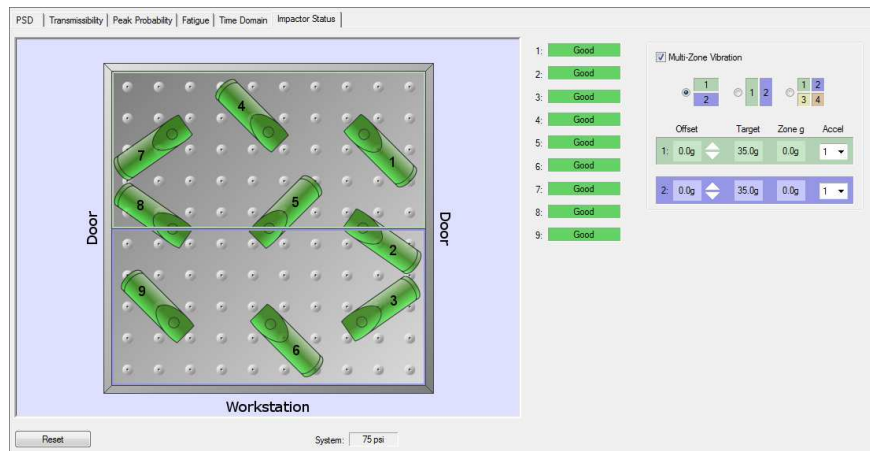 PSD Transmissibility Peak Probability Fatigue Time Domain Impactor Status
4
7
1
8
5
2
9
3
6
Door
Door
Workstation
1: Good
2: Good
3: Good
4: Good
5: Good
6: Good
7: Good
8: Good
9: Good
Multi-Zone Vibration
1
2
1 2
1 2
3 4
Offset Target Zone g Accel
1: 0.0g 35.0g 0.0g 1
2: 0.0g 35.0g 0.0g 1
Reset
System: 75 psi